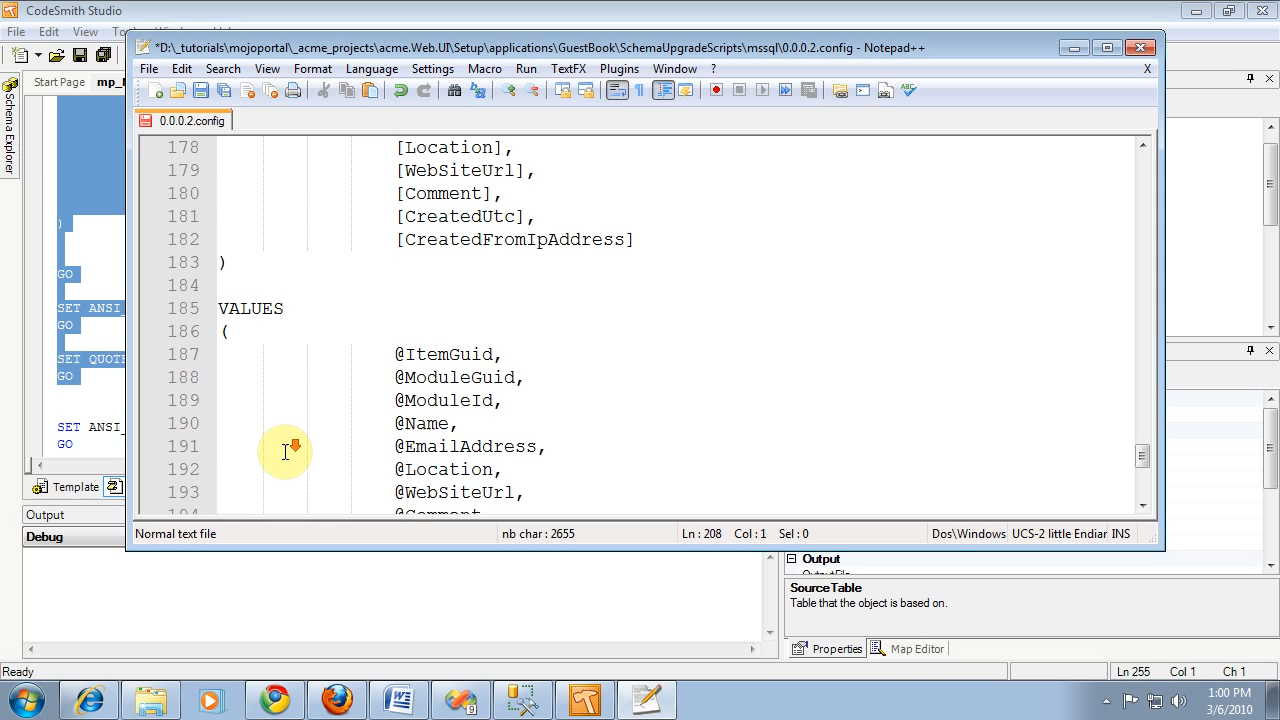 CodeSmith Studio
File Edit View
*D:\_tutorials\mojoportal\_acme_projects\acme.Web.UI\Setup\applications\GuestBook\SchemaUpgradeScripts\mssql\0.0.0.2.config - Notepad++
File Edit Search View Encoding Format Language Settings Macro Run TextFX Plugins Window ? X
Start Page
0.0.0.2.config
Schema Explorer
178 [Location],
179 [WebSiteUrl],
180 [Comment],
181 [CreatedUtc],
182 [CreatedFromIpAddress]
183 )
184
185 VALUES
186 (
187 @ItemGuid,
188 @ModuleGuid,
189 @ModuleId,
190 @Name,
191 @EmailAddress,
192 @Location,
193 @WebSiteUrl,
194 @Comment,
)
GO
SET ANSI_
GO
SET QUOTE
GO
SET ANSI_
GO
Template
Output
Debug
Normal text file nb char : 2655 Ln : 208 Col : 1 Sel : 0 Dos\Windows UCS-2 little Endian INS
Output
SourceTable
Table that the object is based on.
Properties Map Editor
Ready Ln 255 Col 1 Ch 1
1:00 PM
3/6/2010